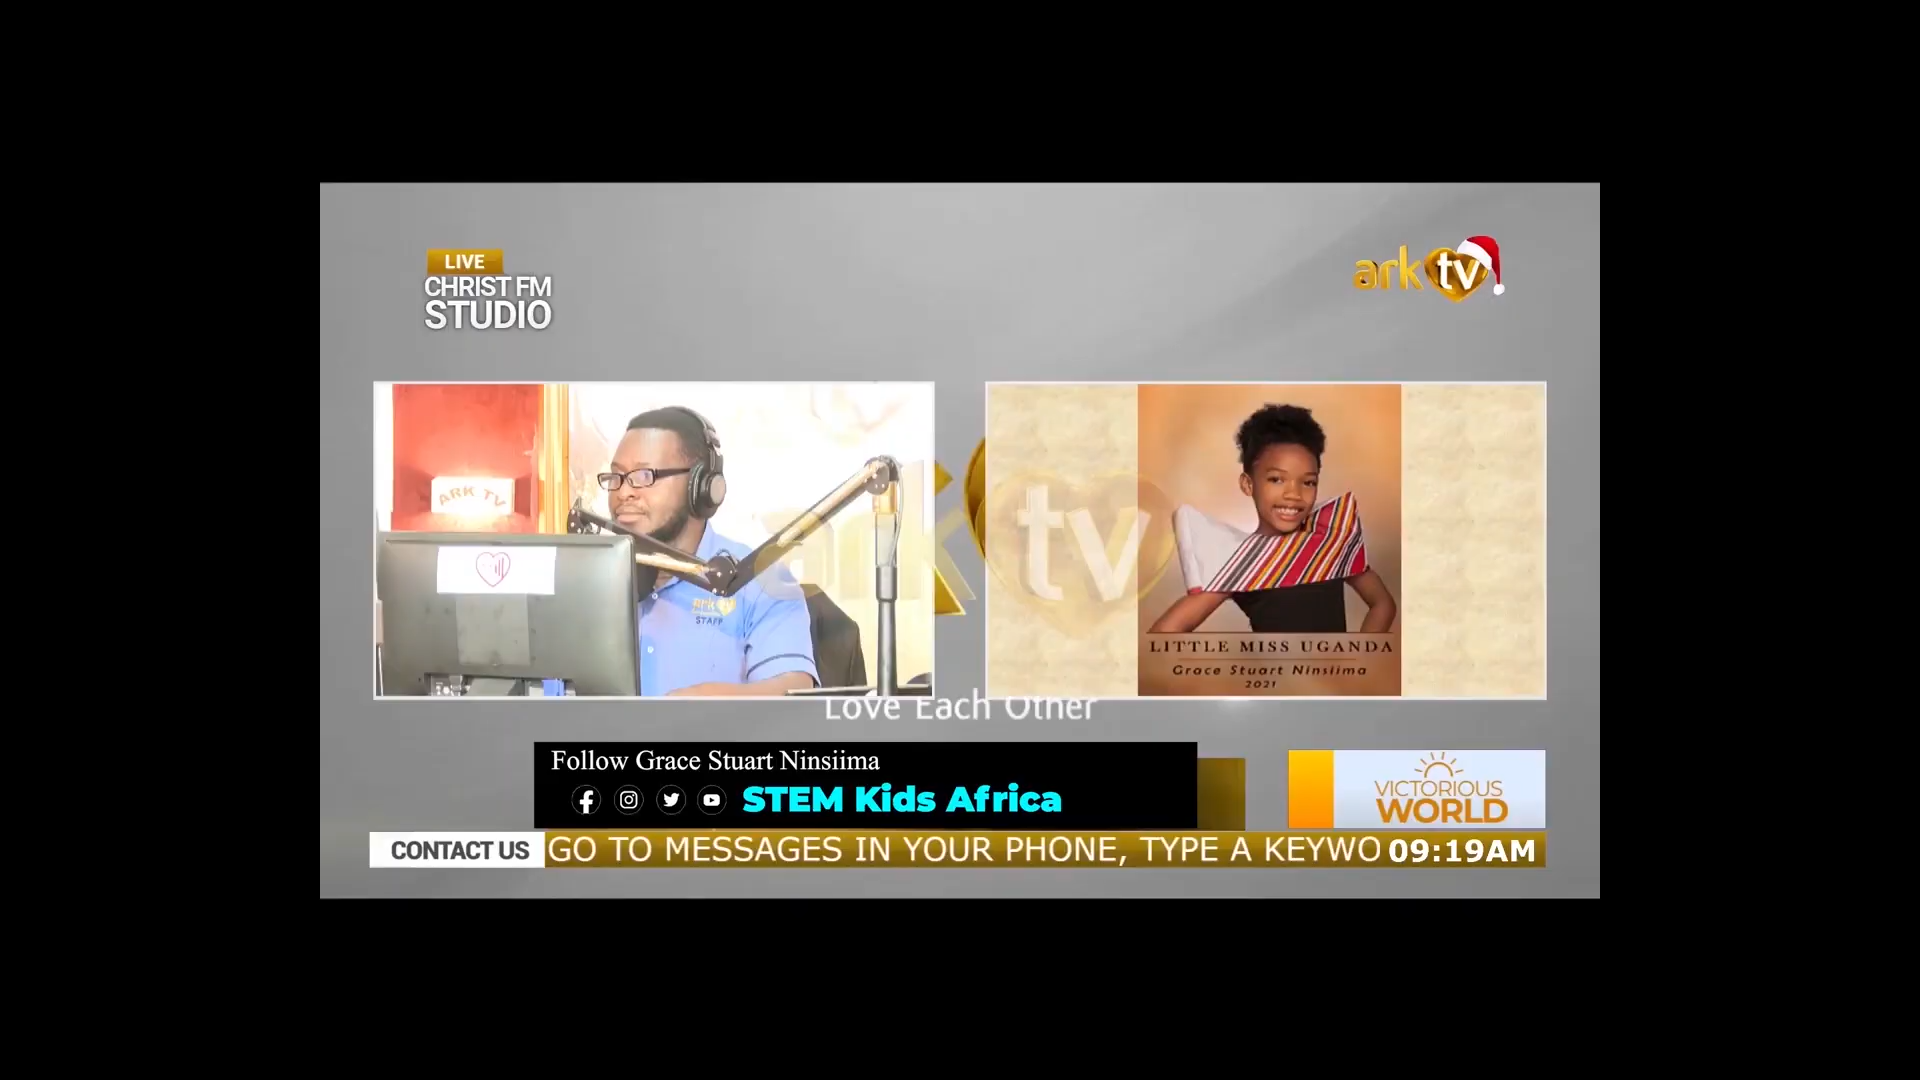 LIVE
CHRIST FM
STUDIO
ark tv
ARK TV
ark tv
STAFF
ark tv
LITTLE MISS UGANDA
Grace Stuart Ninsiima
2021
Love Each Other
Follow Grace Stuart Ninsiima
STEM Kids Africa
VICTORIOUS
WORLD
CONTACT US
GO TO MESSAGES IN YOUR PHONE, TYPE A KEYWO
09:19AM